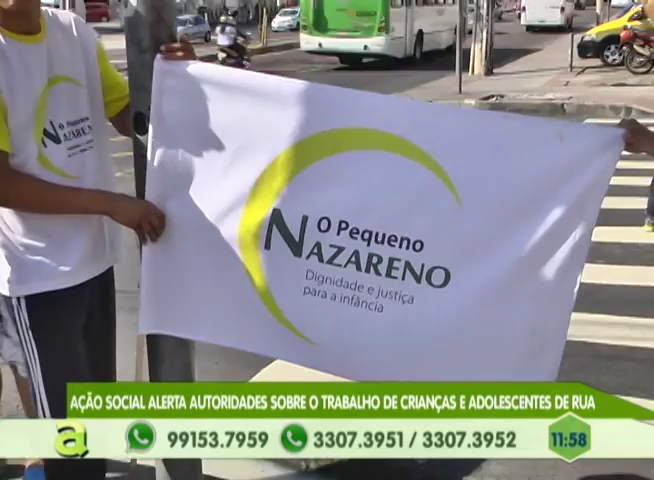 O PEQUENO
NAZARENO
O Pequeno
NAZARENO
Dignidade e justiça
para a infância
AÇÃO SOCIAL ALERTA AUTORIDADES SOBRE O TRABALHO DE CRIANÇAS E ADOLESCENTES DE RUA
a 99153.7959 3307.3951 / 3307.3952 11:58